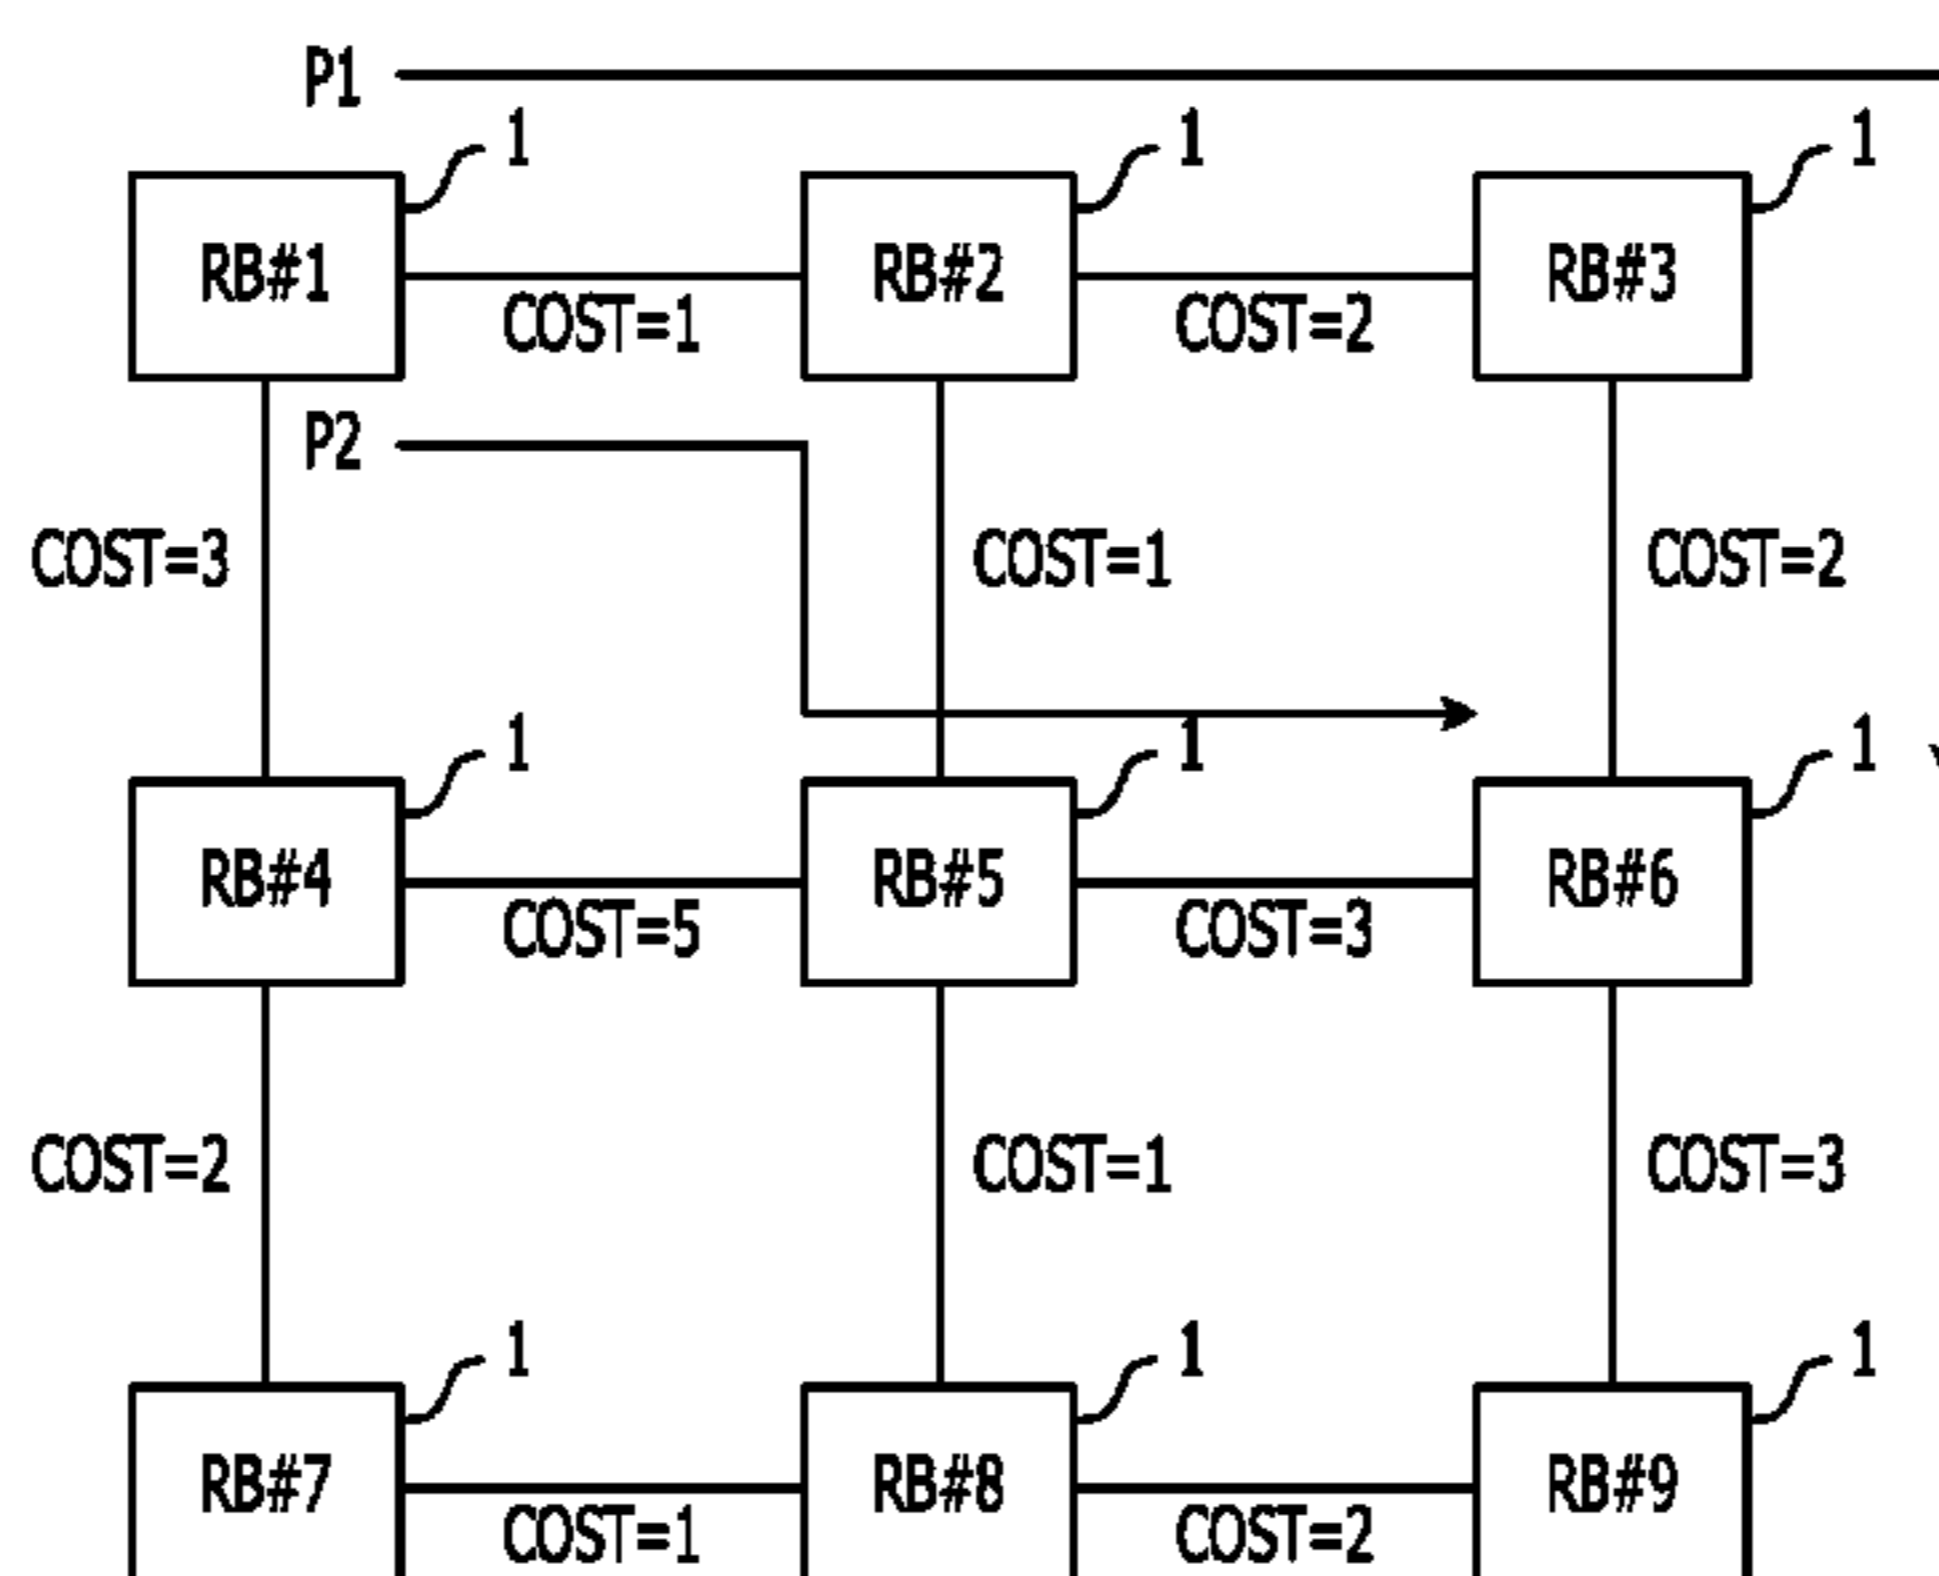 P1
1 1 1
RB#1 RB#2 RB#3
COST=1 COST=2
P2
COST=3 COST=1 COST=2
1 1 1
RB#4 RB#5 RB#6
COST=5 COST=3
COST=2 COST=1 COST=3
1 1 1
RB#7 RB#8 RB#9
COST=1 COST=2